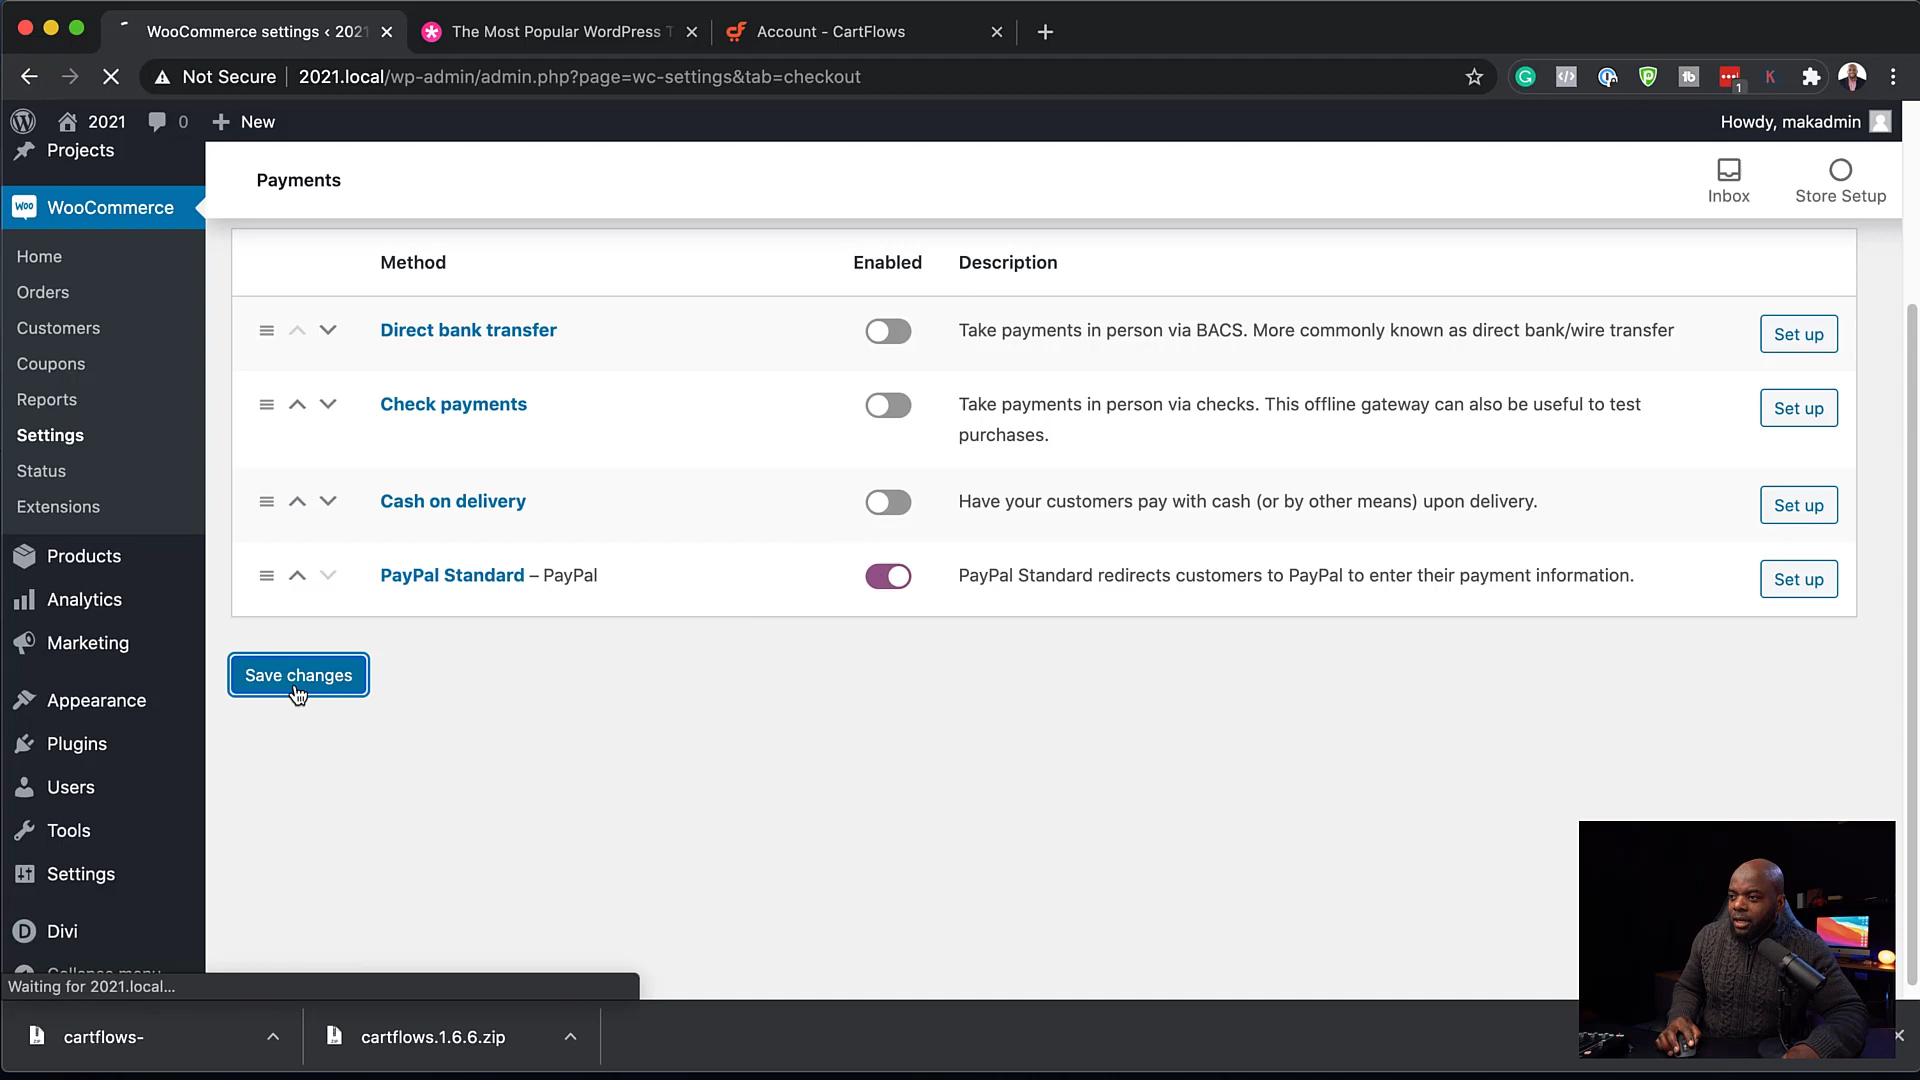 WooCommerce settings ‹ 2021
The Most Popular WordPress T
Account - CartFlows
Not Secure
2021.local/wp-admin/admin.php?page=wc-settings&tab=checkout
1
2021
0
New
Howdy, makadmin
Projects
WooCommerce
Home
Orders
Customers
Coupons
Reports
Settings
Status
Extensions
Products
Analytics
Marketing
Appearance
Plugins
Users
Tools
Settings
Divi
Collapse menu
Payments
Inbox
Store Setup
Method Enabled Description
Direct bank transfer
Take payments in person via BACS. More commonly known as direct bank/wire transfer
Set up
Check payments
Take payments in person via checks. This offline gateway can also be useful to test
purchases.
Set up
Cash on delivery
Have your customers pay with cash (or by other means) upon delivery.
Set up
PayPal Standard – PayPal
PayPal Standard redirects customers to PayPal to enter their payment information.
Set up
Save changes
Waiting for 2021.local...
cartflows-
cartflows.1.6.6.zip